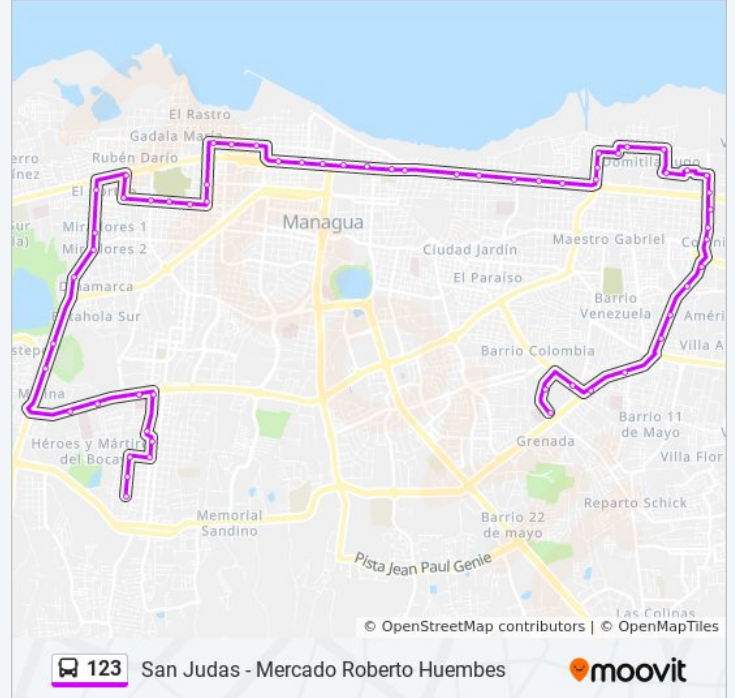 El Rastro
Gadala María
Rubén Darío
Domitila Lugo
Managua
Miradores 1
Maestro Gabriel
Miradores 2
Ciudad Jardín
El Paraíso
Dinamarca
Barrio
Venezuela
Batahola Sur
Barrio Colombia
Villa A
Héroes y Mártires
del Bocay
Grenada
Barrio 11
de Mayo
Villa Flor
Memorial
Sandino
Reparto Schick
Barrio 22
de mayo
Pista Jean Paul Genie
Las Colinas
© OpenStreetMap contributors | © OpenMapTiles
123 San Judas - Mercado Roberto Huembes moovit